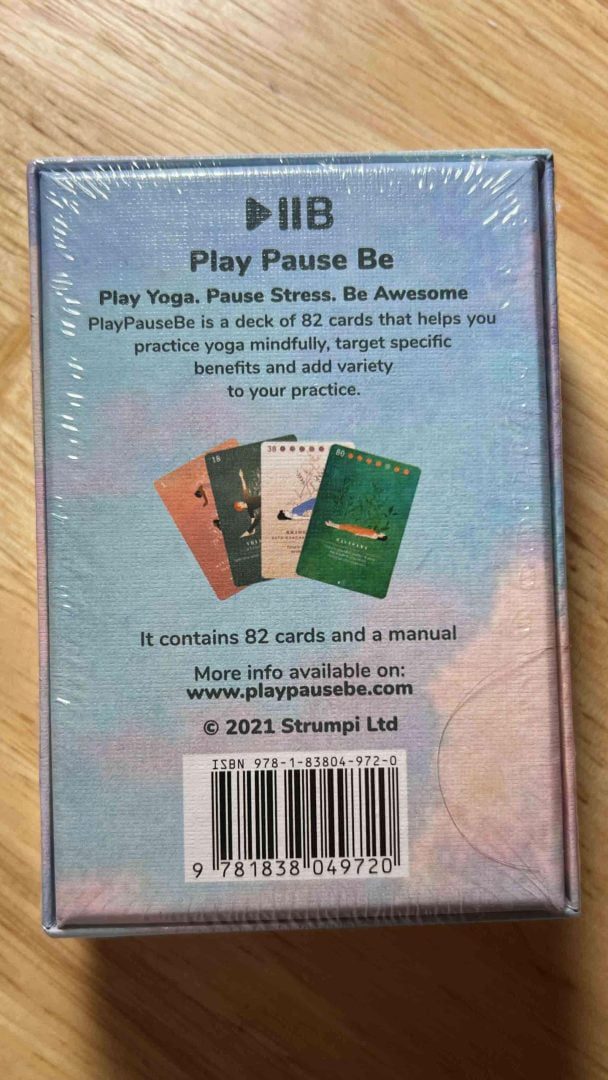 B
Play Pause Be
Play Yoga. Pause Stress. Be Awesome
PlayPauseBe is a deck of 82 cards that helps you
practice yoga mindfully, target specific
benefits and add variety
to your practice.
18
38
80
It contains 82 cards and a manual
More info available on:
www.playpausebe.com
© 2021 Strumpi Ltd
ISBN 978-1-83804-972-0
9 781838 049720